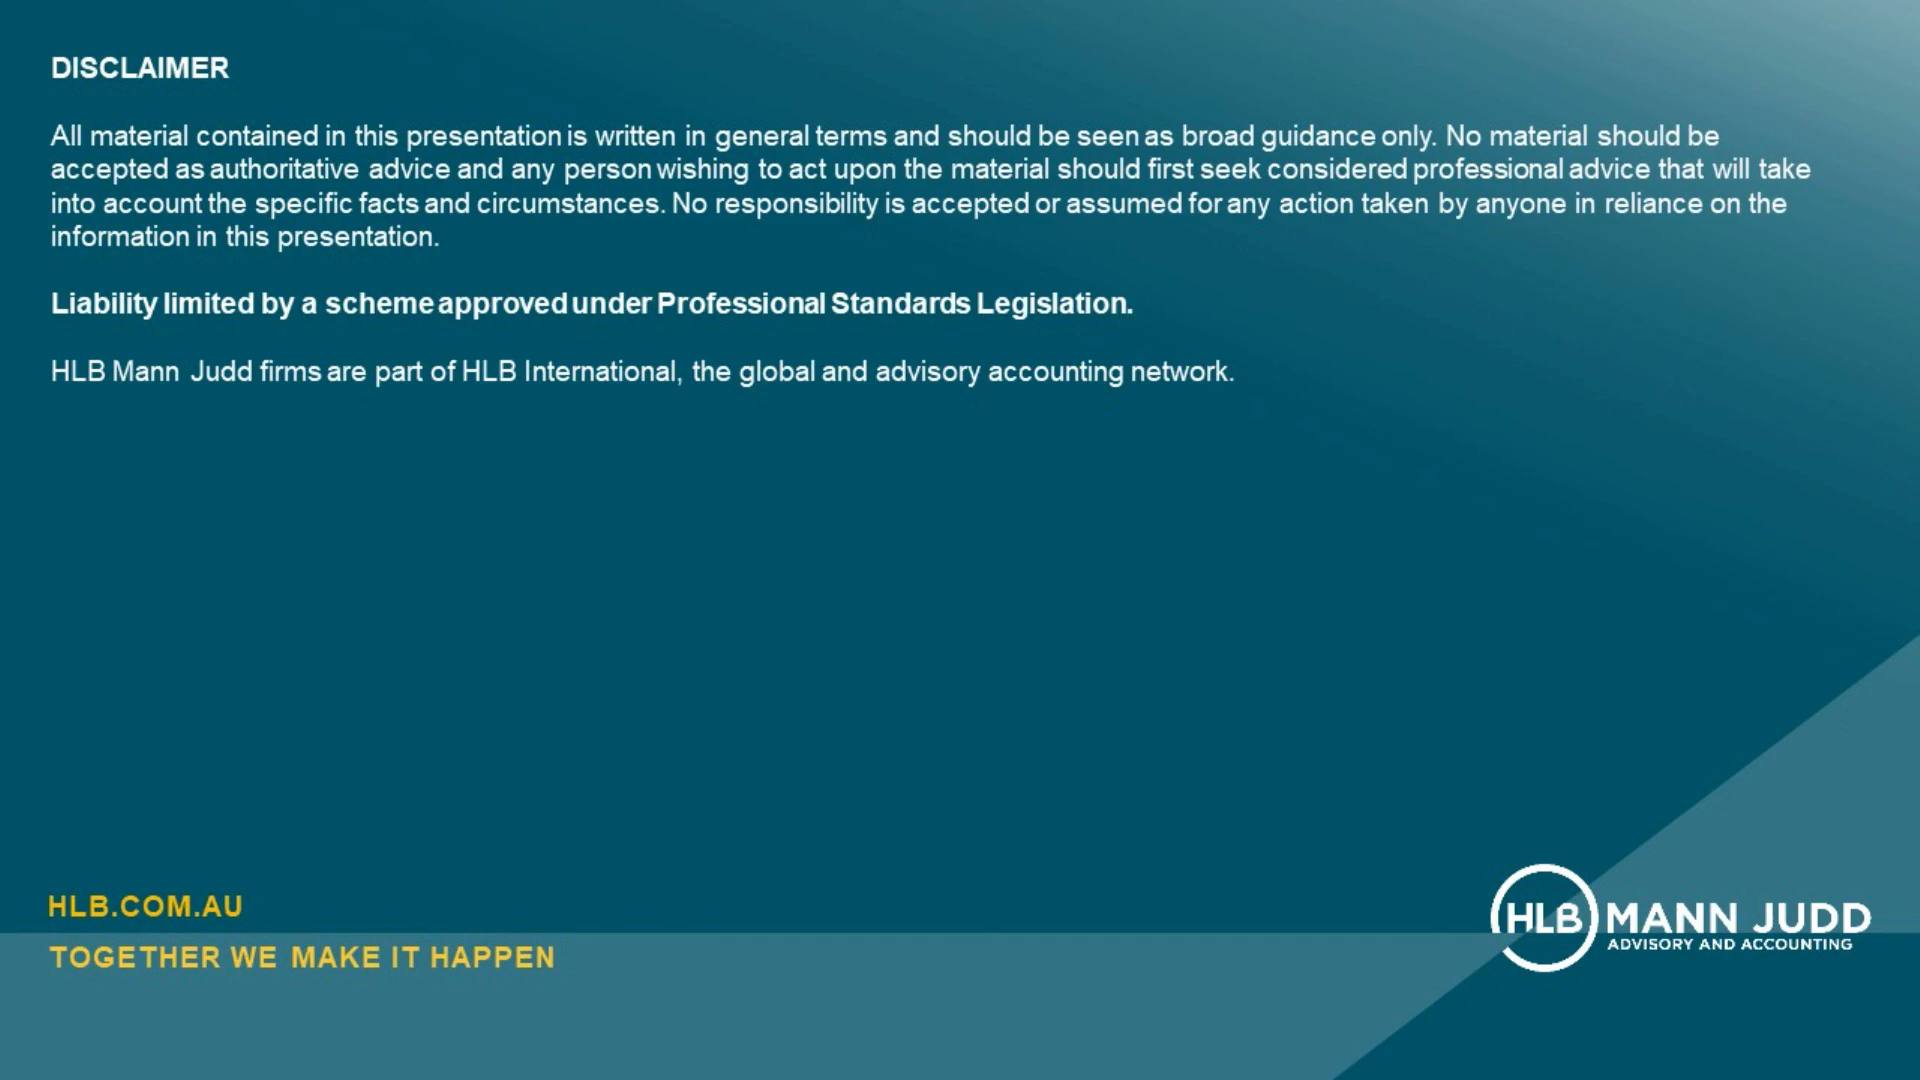 DISCLAIMER
All material contained in this presentation is written in general terms and should be seen as broad guidance only. No material should be
accepted as authoritative advice and any person wishing to act upon the material should first seek considered professional advice that will take
into account the specific facts and circumstances. No responsibility is accepted or assumed for any action taken by anyone in reliance on the
information in this presentation.
Liability limited by a scheme approved under Professional Standards Legislation.
HLB Mann Judd firms are part of HLB International, the global and advisory accounting network.
HLB.COM.AU
TOGETHER WE MAKE IT HAPPEN
HLB MANN JUDD
ADVISORY AND ACCOUNTING